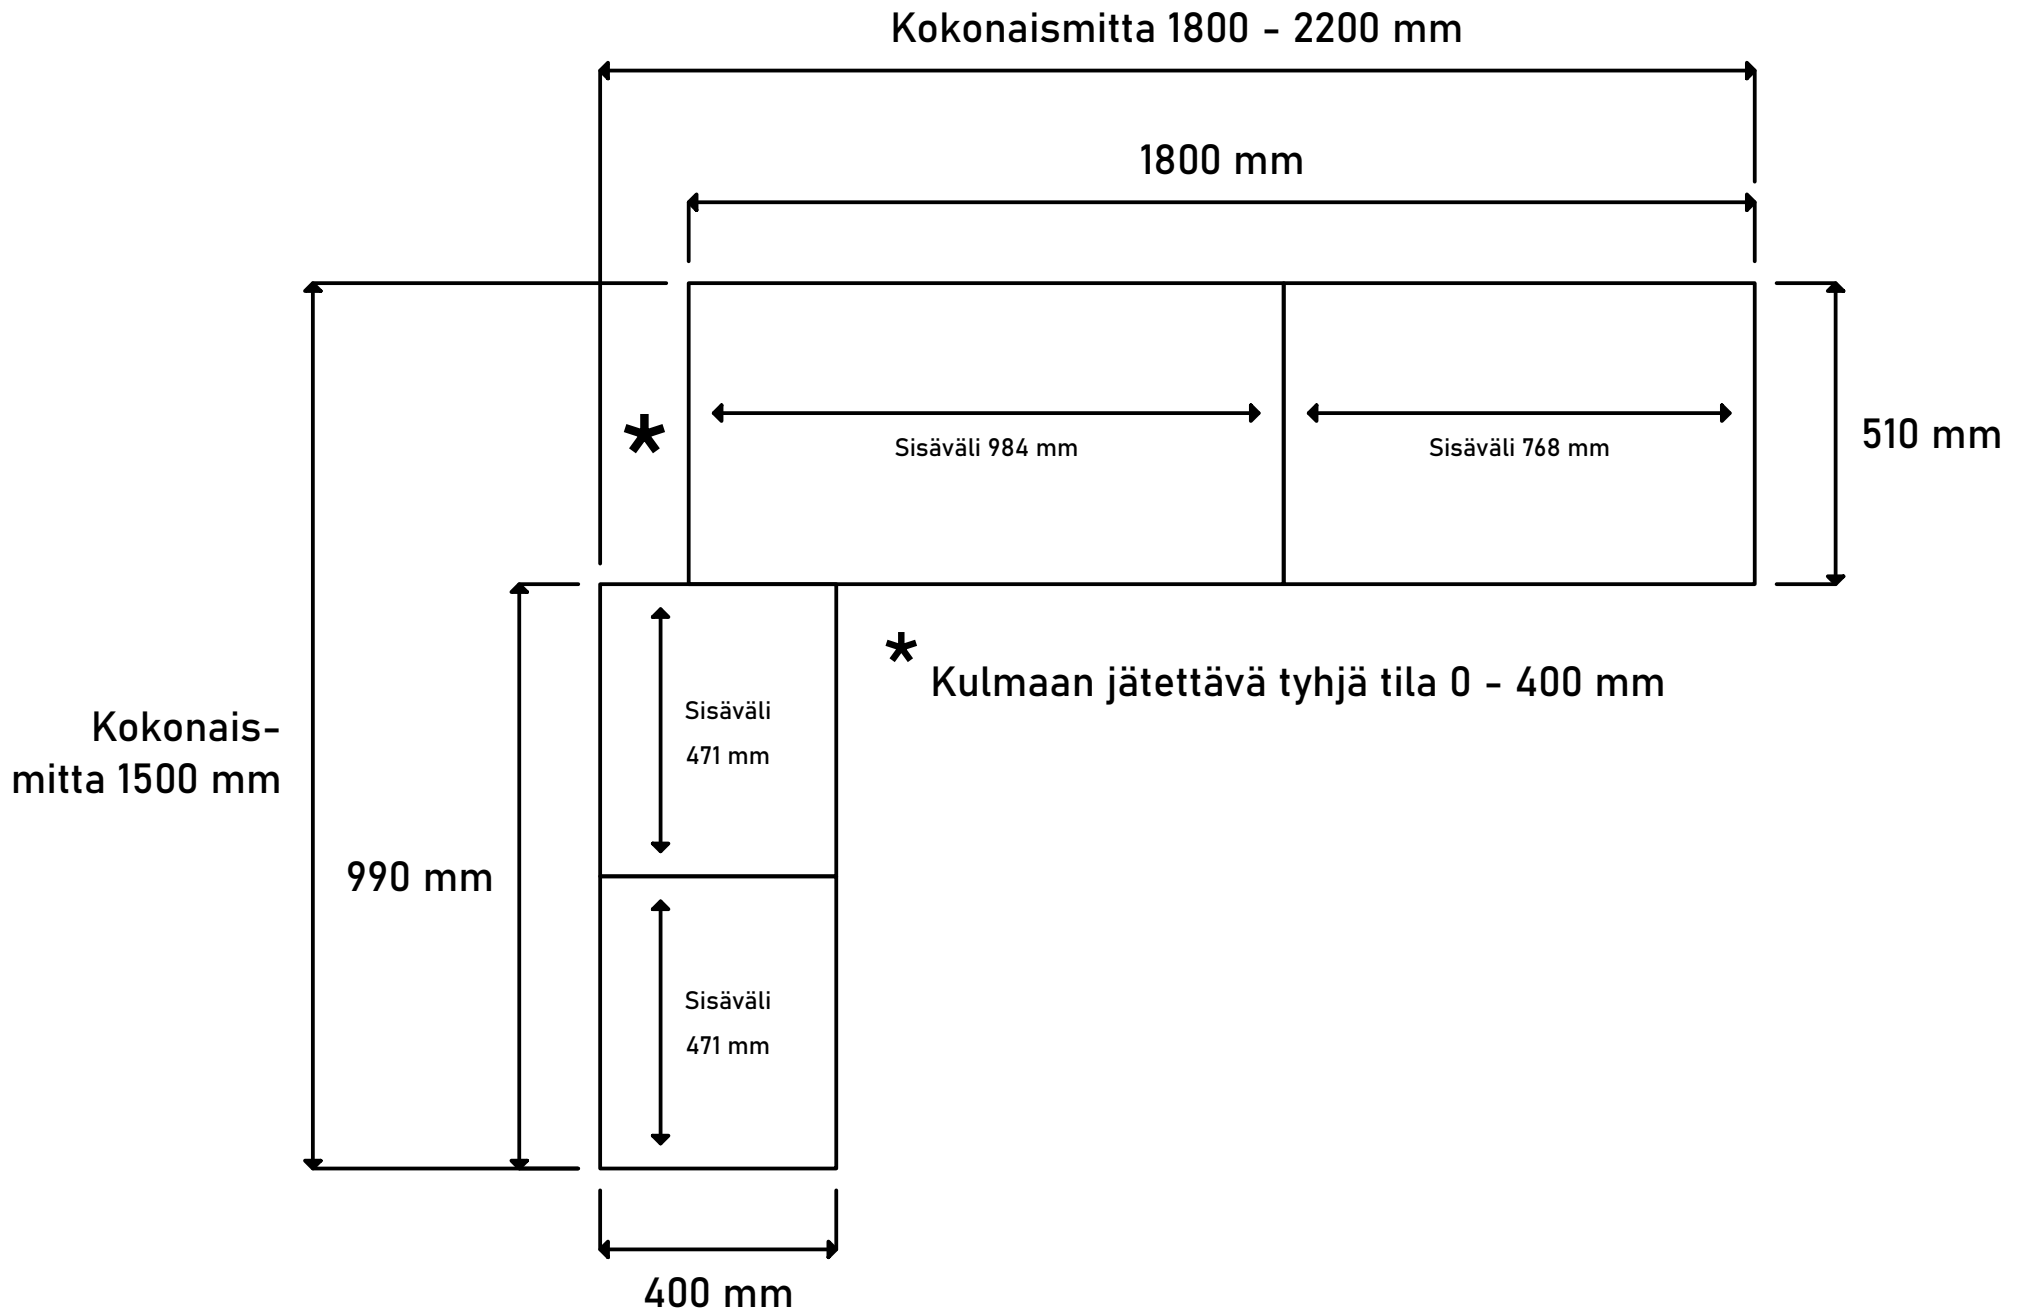 Kokonaismitta 1800 - 2200 mm
1800 mm
*
Sisäväli 984 mm
Sisäväli 768 mm
510 mm
* Kulmaan jätettävä tyhjä tila 0 - 400 mm
Sisäväli
471 mm
Kokonais-
mitta 1500 mm
990 mm
Sisäväli
471 mm
400 mm